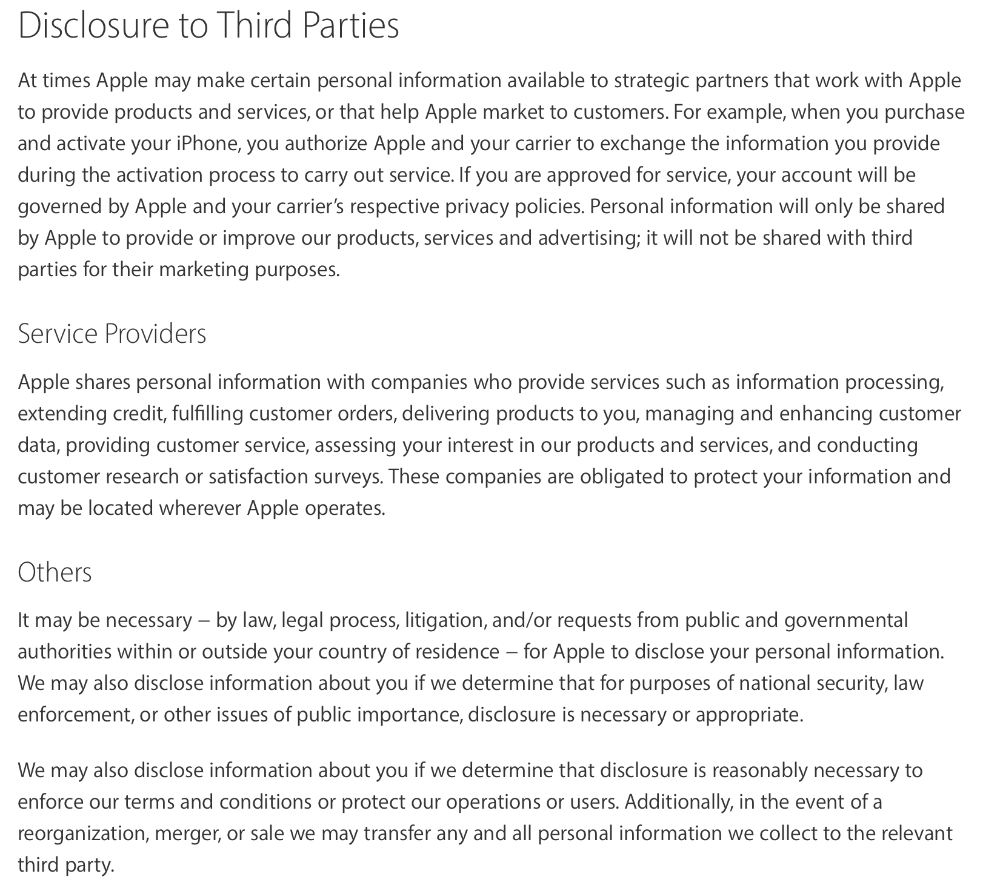 Disclosure to Third Parties
At times Apple may make certain personal information available to strategic partners that work with Apple
to provide products and services, or that help Apple market to customers. For example, when you purchase
and activate your iPhone, you authorize Apple and your carrier to exchange the information you provide
during the activation process to carry out service. If you are approved for service, your account will be
governed by Apple and your carrier’s respective privacy policies. Personal information will only be shared
by Apple to provide or improve our products, services and advertising; it will not be shared with third
parties for their marketing purposes.
Service Providers
Apple shares personal information with companies who provide services such as information processing,
extending credit, fulfilling customer orders, delivering products to you, managing and enhancing customer
data, providing customer service, assessing your interest in our products and services, and conducting
customer research or satisfaction surveys. These companies are obligated to protect your information and
may be located wherever Apple operates.
Others
It may be necessary – by law, legal process, litigation, and/or requests from public and governmental
authorities within or outside your country of residence – for Apple to disclose your personal information.
We may also disclose information about you if we determine that for purposes of national security, law
enforcement, or other issues of public importance, disclosure is necessary or appropriate.
We may also disclose information about you if we determine that disclosure is reasonably necessary to
enforce our terms and conditions or protect our operations or users. Additionally, in the event of a
reorganization, merger, or sale we may transfer any and all personal information we collect to the relevant
third party.